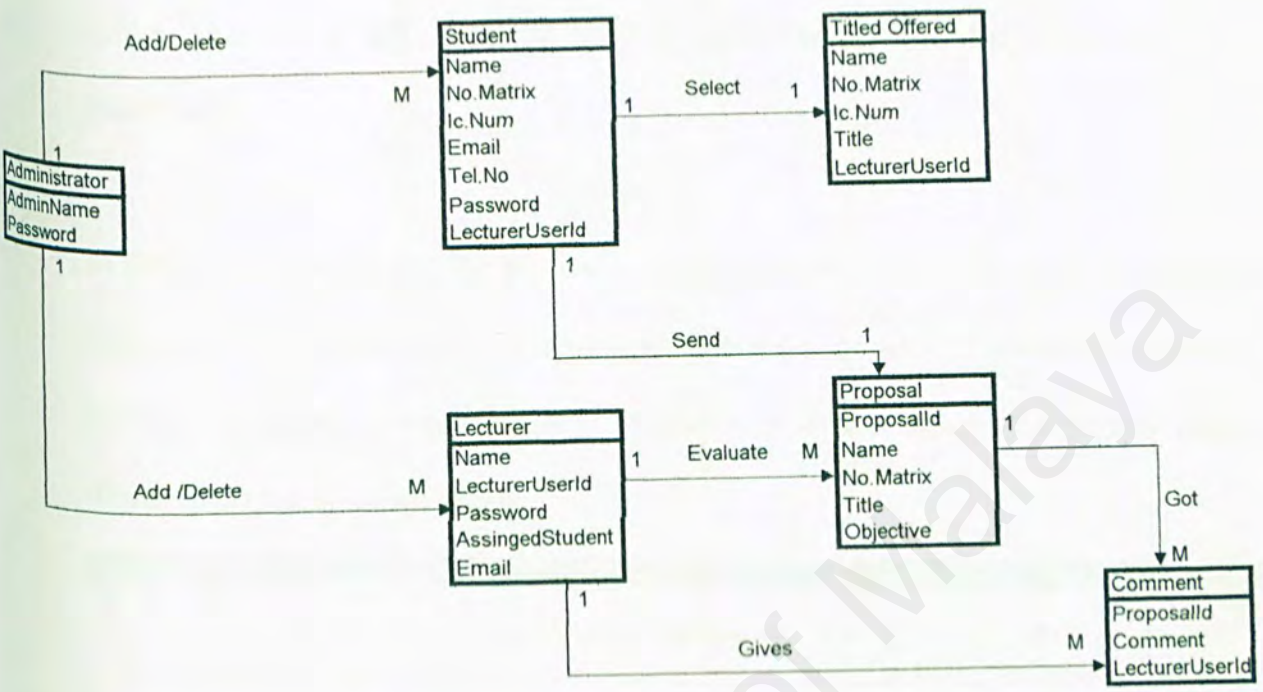 Add/Delete
M
1
Administrator
AdminName
Password
1
Student
Name
No.Matrix
Ic.Num
Email
Tel.No
Password
LecturerUserId
1
Select
1
Titled Offered
Name
No.Matrix
Ic.Num
Title
LecturerUserId
1
Send
1
Proposal
ProposalId
Name
No.Matrix
Title
Objective
Add /Delete
M
Lecturer
Name
LecturerUserId
Password
AssingedStudent
Email
1
Evaluate
M
1
Got
M
Comment
ProposalId
Comment
LecturerUserId
1
Gives
M
of Malaya